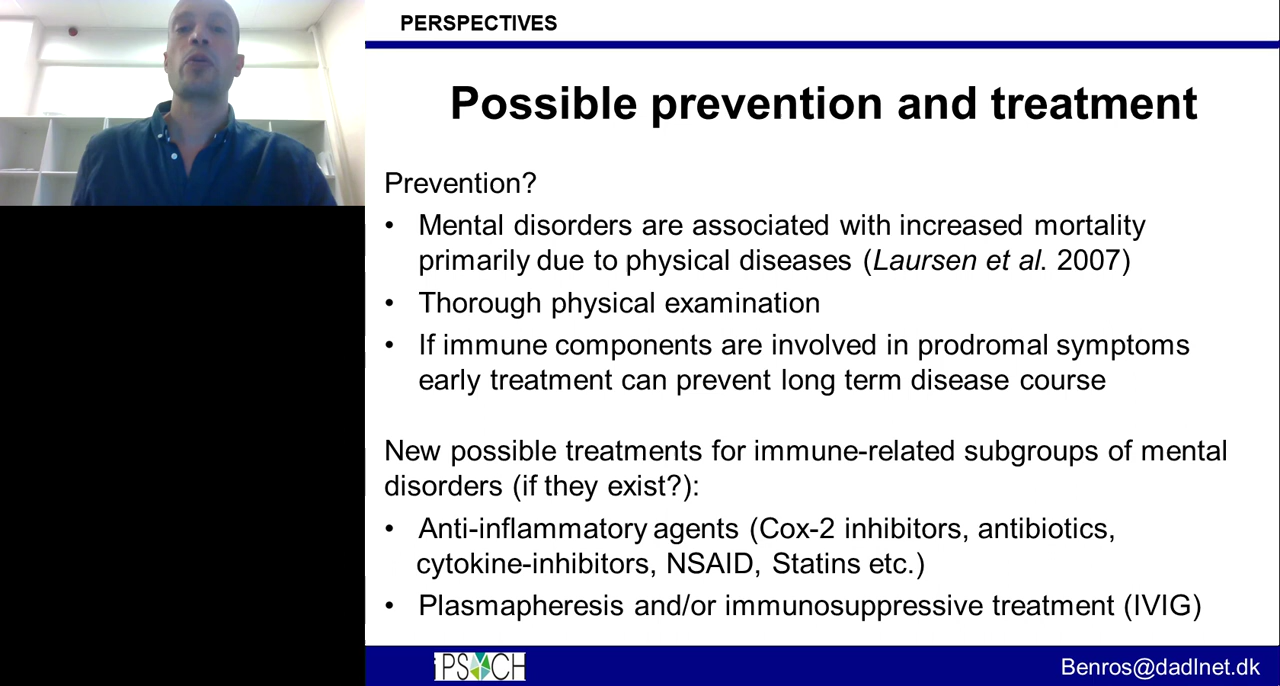 PERSPECTIVES
Possible prevention and treatment
Prevention?
• Mental disorders are associated with increased mortality
primarily due to physical diseases (Laursen et al. 2007)
• Thorough physical examination
• If immune components are involved in prodromal symptoms
early treatment can prevent long term disease course
New possible treatments for immune-related subgroups of mental
disorders (if they exist?):
• Anti-inflammatory agents (Cox-2 inhibitors, antibiotics,
cytokine-inhibitors, NSAID, Statins etc.)
• Plasmapheresis and/or immunosuppressive treatment (IVIG)
iPSYCH
Benros@dadlnet.dk